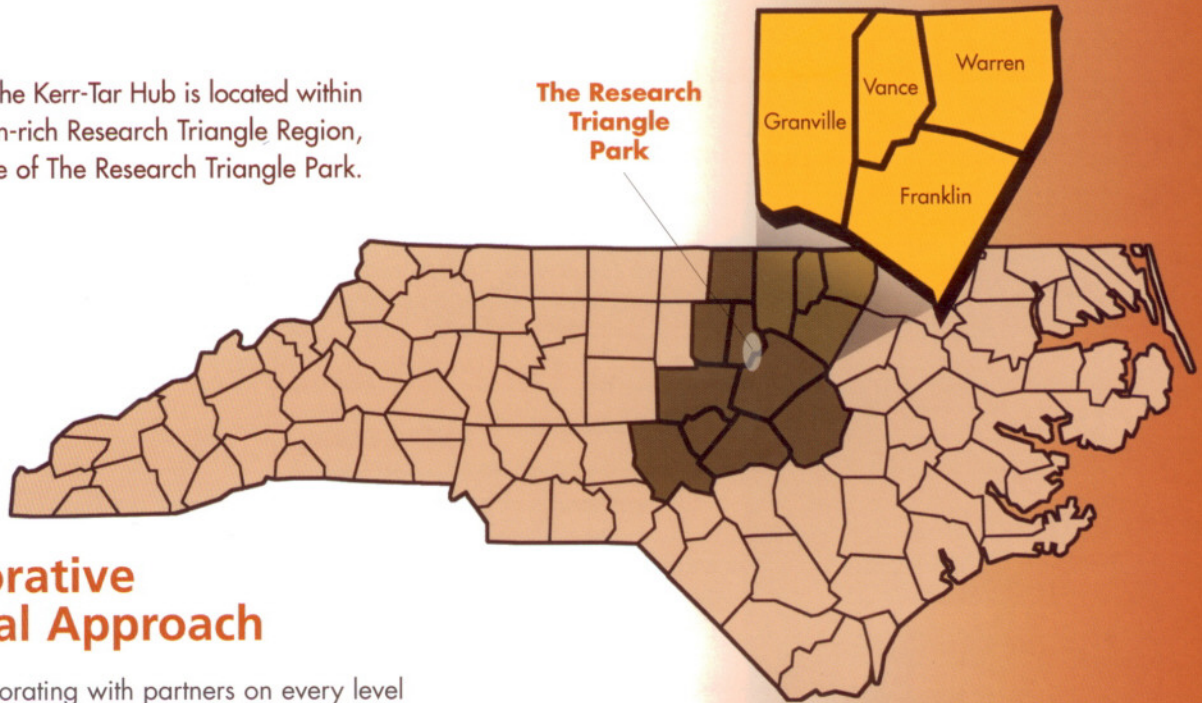 he Kerr-Tar Hub is located within
n-rich Research Triangle Region,
e of The Research Triangle Park.
The Research
Triangle
Park
Granville
Vance
Warren
Franklin
orative
al Approach
orating with partners on every level